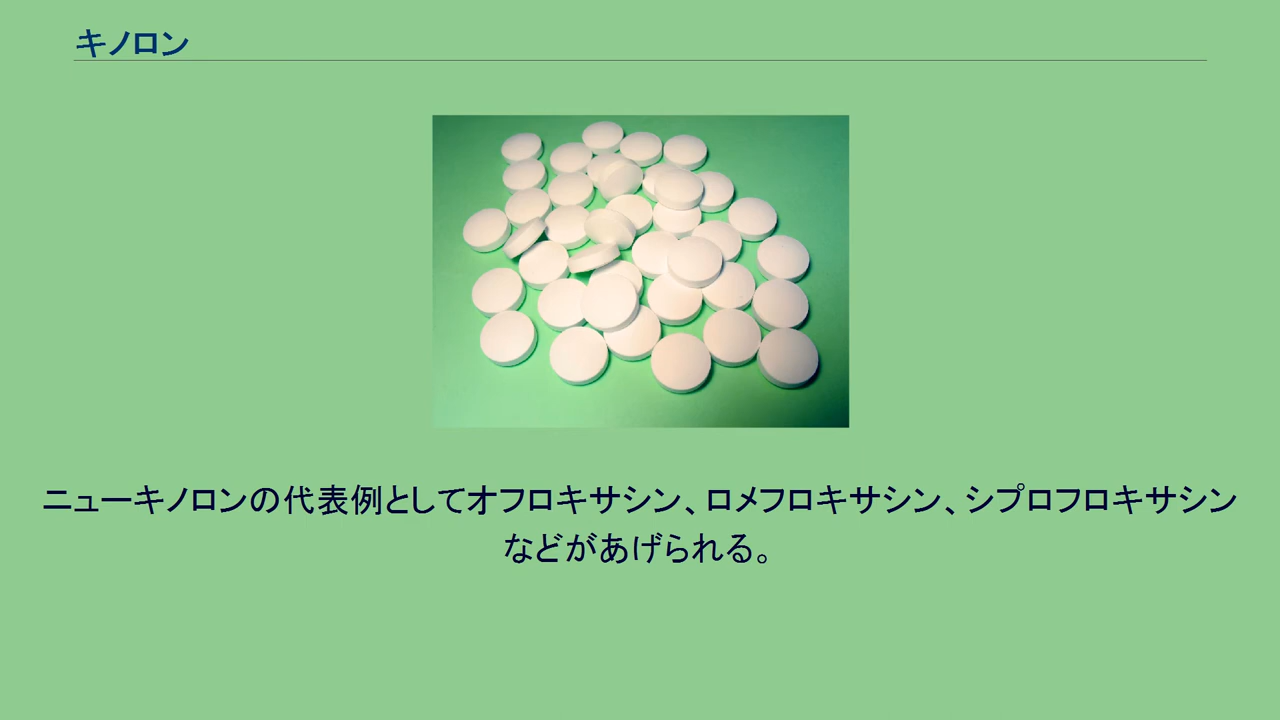 キノロン
ニューキノロンの代表例としてオフロキサシン、ロメフロキサシン、シプロフロキサシン
などがあげられる。